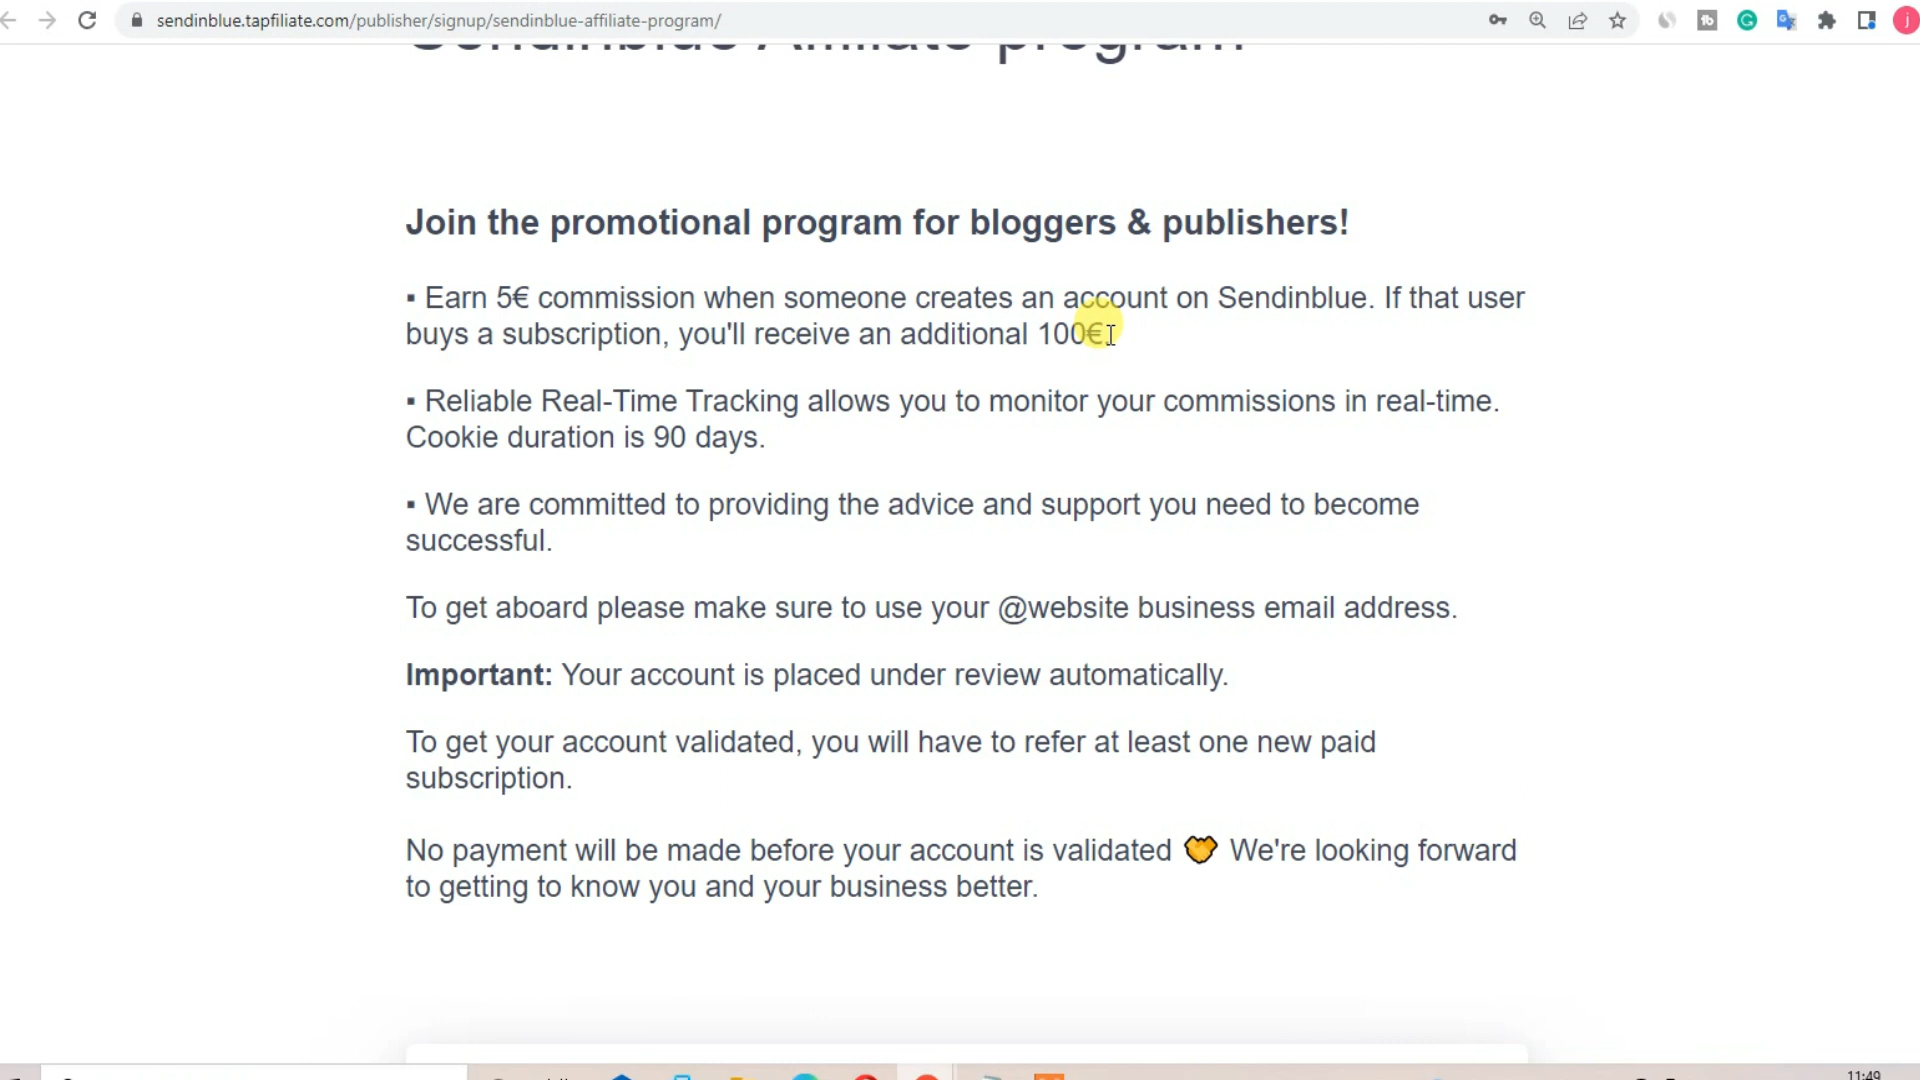 sendinblue.tapfiliate.com/publisher/signup/sendinblue-affiliate-program/
Sendinblue Affiliate program
Join the promotional program for bloggers & publishers!
▪ Earn 5€ commission when someone creates an account on Sendinblue. If that user
buys a subscription, you'll receive an additional 100€.
▪ Reliable Real-Time Tracking allows you to monitor your commissions in real-time.
Cookie duration is 90 days.
▪ We are committed to providing the advice and support you need to become
successful.
To get aboard please make sure to use your @website business email address.
Important: Your account is placed under review automatically.
To get your account validated, you will have to refer at least one new paid
subscription.
No payment will be made before your account is validated 🤝 We're looking forward
to getting to know you and your business better.
11:49